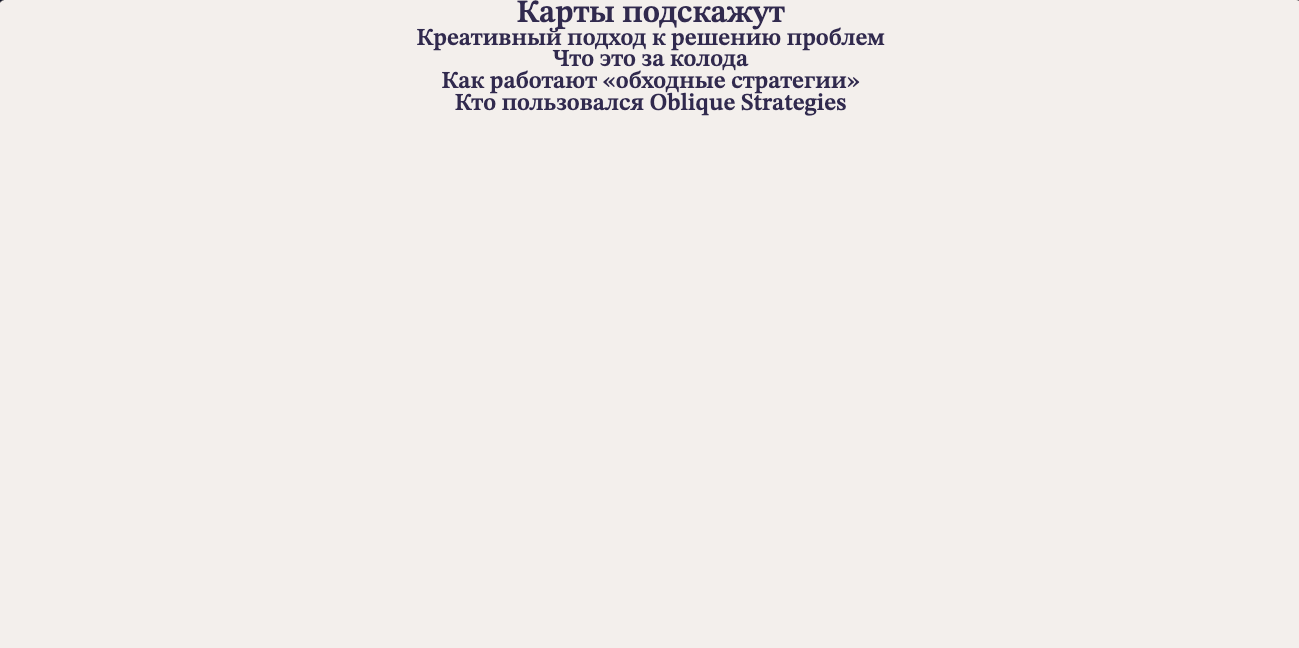 Карты подскажут
Креативный подход к решению проблем
Что это за колода
Как работают «обходные стратегии»
Кто пользовался Oblique Strategies